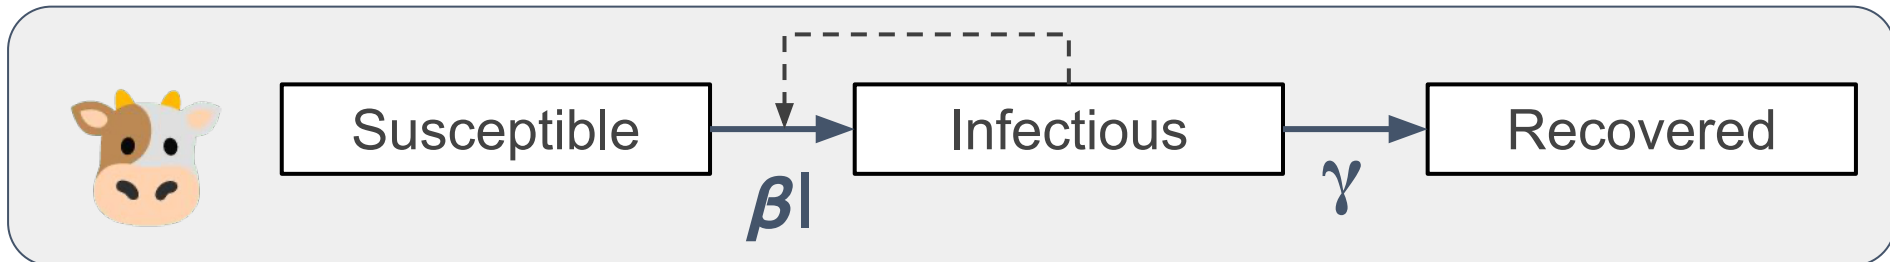 Susceptible
Infectious
Recovered
βI
γ